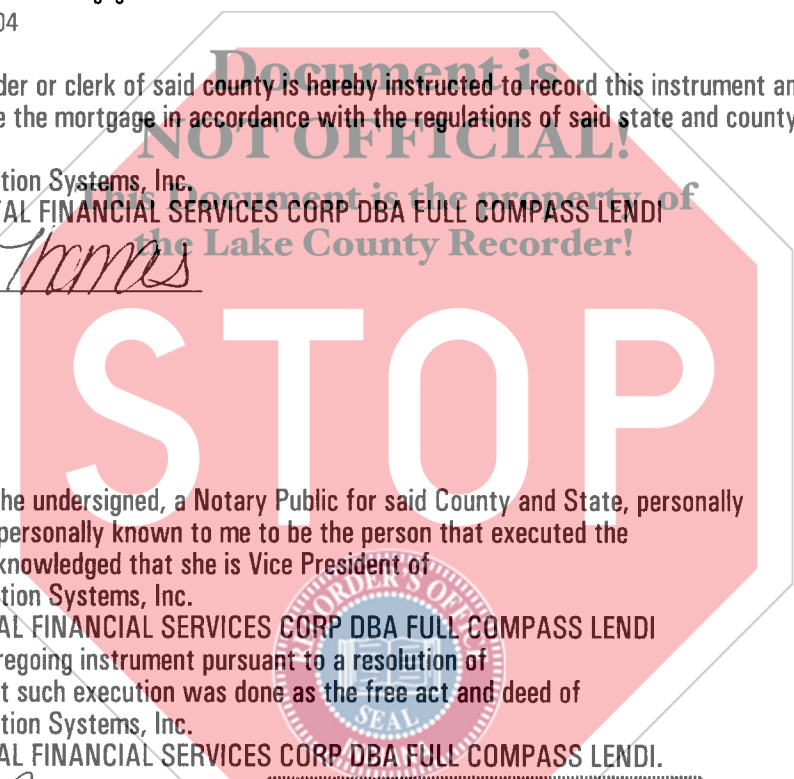 04
Document is
der or clerk of said county is hereby instructed to record this instrument an
e the mortgage in accordance with the regulations of said state and county
NOT OFFICIAL!
tion Systems, Inc.
This Document is the property of
TAL FINANCIAL SERVICES CORP DBA FULL COMPASS LENDI
the Lake County Recorder!
Thomas
STOP
he undersigned, a Notary Public for said County and State, personally
personally known to me to be the person that executed the
knowledged that she is Vice President of
tion Systems, Inc.
AL FINANCIAL SERVICES CORP DBA FULL COMPASS LENDI
regoing instrument pursuant to a resolution of
t such execution was done as the free act and deed of
tion Systems, Inc.
AL FINANCIAL SERVICES CORP DBA FULL COMPASS LENDI.
RECORDER'S OFFICE
SEAL